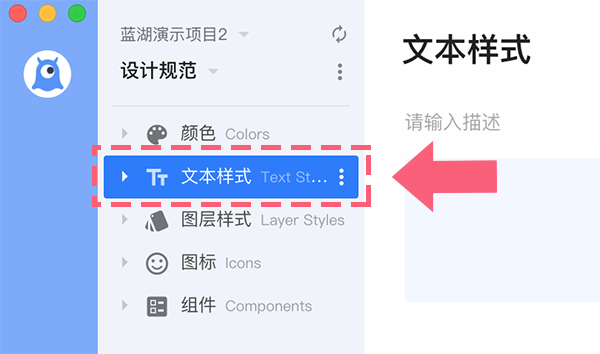 蓝湖演示项目2
设计规范
颜色 Colors
文本样式 Text St...
图层样式 Layer Styles
图标 Icons
组件 Components
文本样式
请输入描述